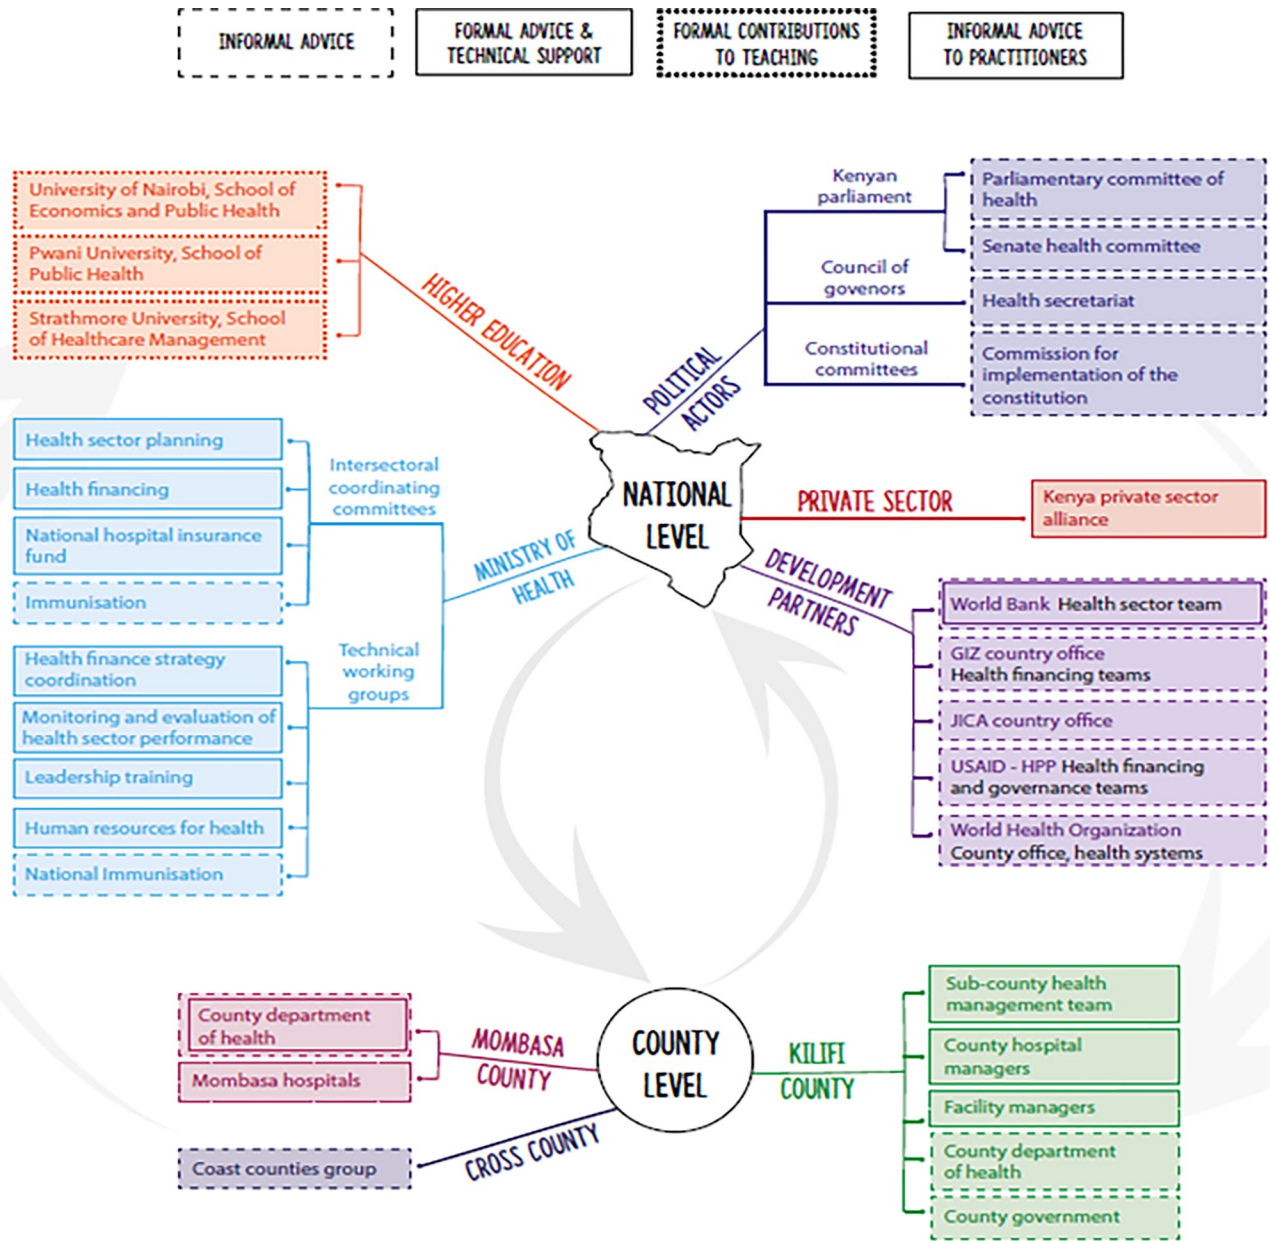 INFORMAL ADVICE
FORMAL ADVICE &
TECHNICAL SUPPORT
FORMAL CONTRIBUTIONS
TO TEACHING
INFORMAL ADVICE
TO PRACTITIONERS
University of Nairobi, School of
Economics and Public Health
Pwani University, School of
Public Health
Strathmore University, School
of Healthcare Management
HIGHER EDUCATION
POLITICAL
ACTORS
Kenyan
parliament
Parliamentary committee of
health
Senate health committee
Council of
govenors
Health secretariat
Constitutional
committees
Commission for
implementation of the
constitution
Health sector planning
Health financing
National hospital insurance
fund
Immunisation
Intersectoral
coordinating
committees
MINISTRY OF
HEALTH
Technical
working
groups
Health finance strategy
coordination
Monitoring and evaluation of
health sector performance
Leadership training
Human resources for health
National Immunisation
NATIONAL
LEVEL
PRIVATE SECTOR
Kenya private sector
alliance
DEVELOPMENT
PARTNERS
World Bank Health sector team
GIZ country office
Health financing teams
JICA country office
USAID - HPP Health financing
and governance teams
World Health Organization
County office, health systems
County department
of health
Mombasa hospitals
MOMBASA
COUNTY
Coast counties group
CROSS COUNTY
COUNTY
LEVEL
KILIFI
COUNTY
Sub-county health
management team
County hospital
managers
Facility managers
County department
of health
County government